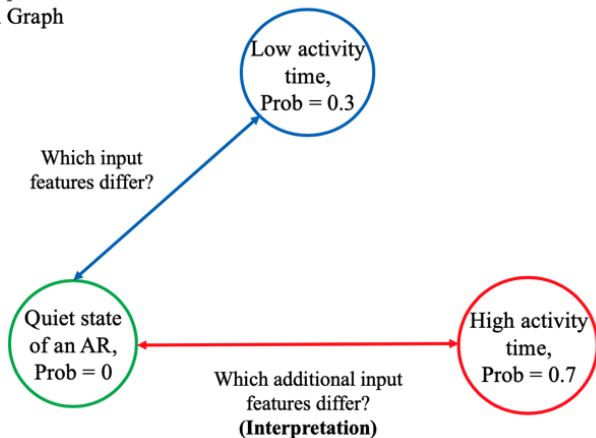 Graph
Low activity
time,
Prob = 0.3
Which input
features differ?
Quiet state
of an AR,
Prob = 0
High activity
time,
Prob = 0.7
Which additional input
features differ?
(Interpretation)